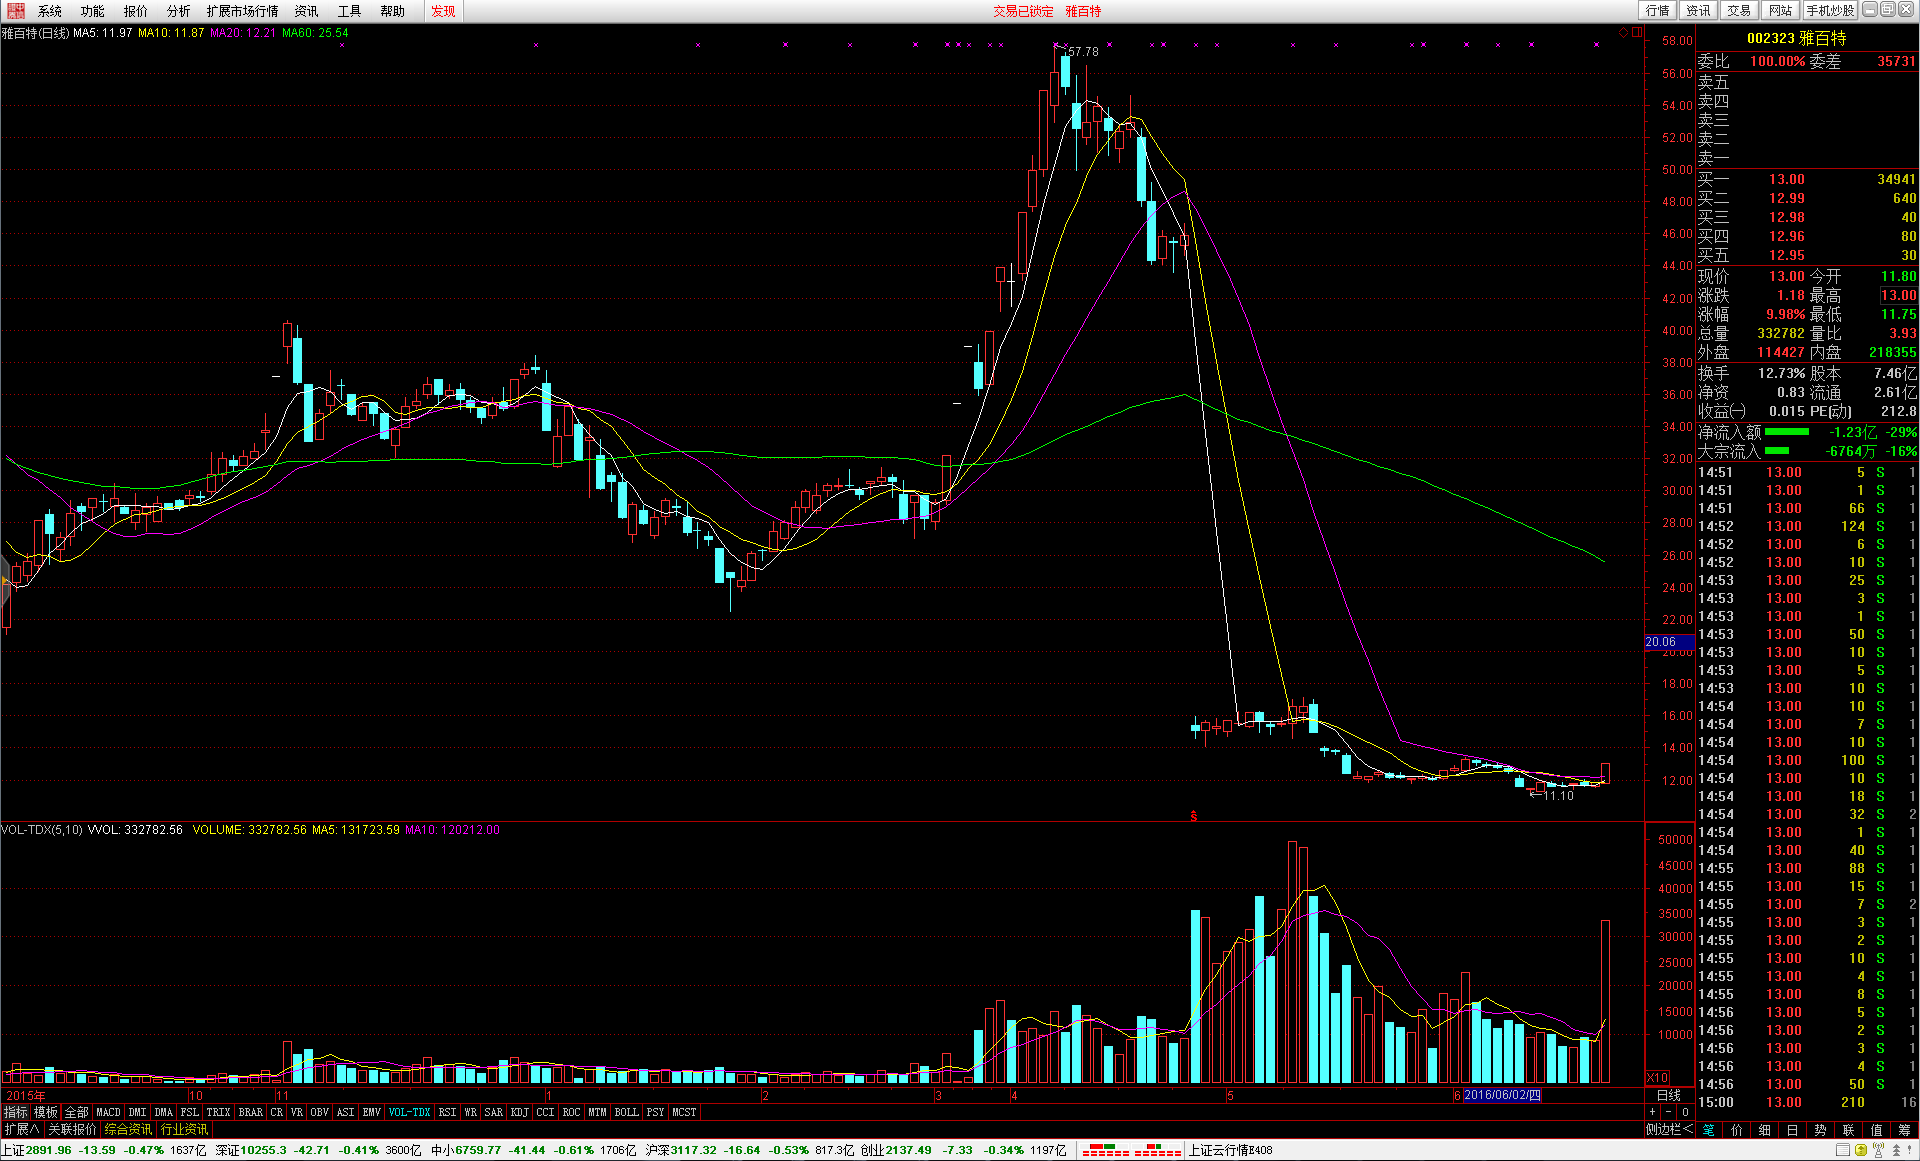 系统 功能 报价 分析 扩展市场行情 资讯 工具 帮助 发现 交易已锁定 雅百特 行情 资讯 交易 网站 手机炒股
雅百特(日线) MA5: 11.97 MA10: 11.87 MA20: 12.21 MA60: 25.54
57.78
11.10
58.00
56.00
54.00
52.00
50.00
48.00
46.00
44.00
42.00
40.00
38.00
36.00
34.00
32.00
30.00
28.00
26.00
24.00
22.00
20.06
20.00
18.00
16.00
14.00
12.00
VOL-TDX(5,10) VVOL: 332782.56 VOLUME: 332782.56 MA5: 131723.59 MA10: 120212.00
50000
45000
40000
35000
30000
25000
20000
15000
10000
X10
2015年 10 11 1 2 3 4 5 6 2016/06/02/四 日线
指标 模板 全部 MACD DMI DMA FSL TRIX BRAR CR VR OBV ASI EMV VOL-TDX RSI WR SAR KDJ CCI ROC MTM BOLL PSY MCST + - 0
扩展∧ 关联报价 综合资讯 行业资讯 侧边栏< 笔 价 细 日 势 联 值 筹
002323 雅百特
委比 100.00% 委差 35731
卖五
卖四
卖三
卖二
卖一
买一 13.00 34941
买二 12.99 640
买三 12.98 40
买四 12.96 80
买五 12.95 30
现价 13.00 今开 11.80
涨跌 1.18 最高 13.00
涨幅 9.98% 最低 11.75
总量 332782 量比 3.93
外盘 114427 内盘 218355
换手 12.73% 股本 7.46亿
净资 0.83 流通 2.61亿
收益㈠ 0.015 PE(动) 212.8
净流入额 -1.23亿 -29%
大宗流入 -6764万 -16%
14:51 13.00 5 S 1
14:51 13.00 1 S 1
14:51 13.00 66 S 1
14:52 13.00 124 S 1
14:52 13.00 6 S 1
14:52 13.00 10 S 1
14:53 13.00 25 S 1
14:53 13.00 3 S 1
14:53 13.00 1 S 1
14:53 13.00 50 S 1
14:53 13.00 10 S 1
14:53 13.00 5 S 1
14:53 13.00 10 S 1
14:54 13.00 10 S 1
14:54 13.00 7 S 1
14:54 13.00 10 S 1
14:54 13.00 100 S 1
14:54 13.00 10 S 1
14:54 13.00 18 S 1
14:54 13.00 32 S 2
14:54 13.00 1 S 1
14:54 13.00 40 S 1
14:55 13.00 88 S 1
14:55 13.00 15 S 1
14:55 13.00 7 S 2
14:55 13.00 3 S 1
14:55 13.00 2 S 1
14:55 13.00 10 S 1
14:55 13.00 4 S 1
14:55 13.00 8 S 1
14:56 13.00 5 S 1
14:56 13.00 2 S 1
14:56 13.00 3 S 1
14:56 13.00 4 S 1
14:56 13.00 50 S 1
15:00 13.00 210 16
上证2891.96 -13.59 -0.47% 1637亿 深证10255.3 -42.71 -0.41% 3600亿 中小6759.77 -41.44 -0.61% 1706亿 沪深3117.32 -16.64 -0.53% 817.3亿 创业2137.49 -7.33 -0.34% 1197亿 上证云行情E408